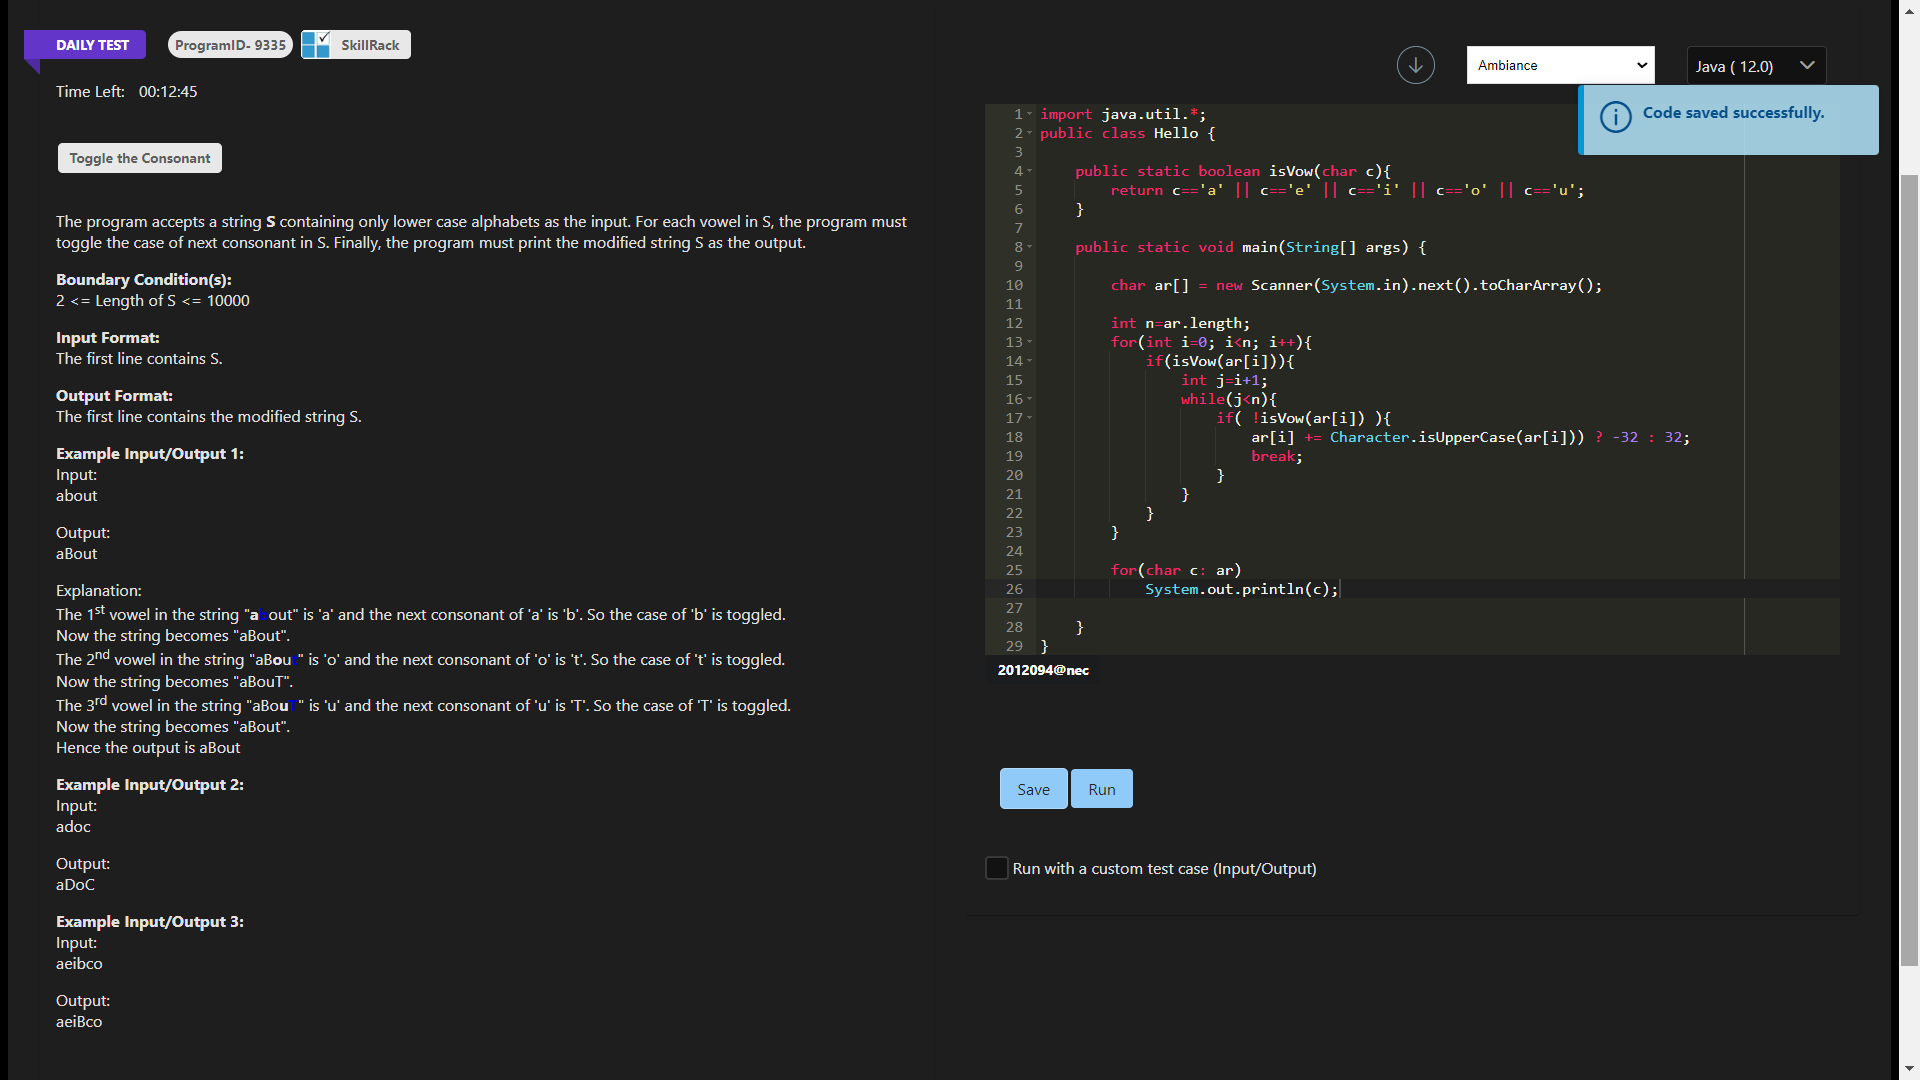 DAILY TEST
ProgramID- 9335
SkillRack
Time Left: 00:12:45
Toggle the Consonant
The program accepts a string S containing only lower case alphabets as the input. For each vowel in S, the program must
toggle the case of next consonant in S. Finally, the program must print the modified string S as the output.
Boundary Condition(s):
2 <= Length of S <= 10000
Input Format:
The first line contains S.
Output Format:
The first line contains the modified string S.
Example Input/Output 1:
Input:
about
Output:
aBout
Explanation:
The 1st vowel in the string "about" is 'a' and the next consonant of 'a' is 'b'. So the case of 'b' is toggled.
Now the string becomes "aBout".
The 2nd vowel in the string "aBout" is 'o' and the next consonant of 'o' is 't'. So the case of 't' is toggled.
Now the string becomes "aBouT".
The 3rd vowel in the string "aBouT" is 'u' and the next consonant of 'u' is 'T'. So the case of 'T' is toggled.
Now the string becomes "aBout".
Hence the output is aBout
Example Input/Output 2:
Input:
adoc
Output:
aDoC
Example Input/Output 3:
Input:
aeibco
Output:
aeiBco
Ambiance
Java ( 12.0)
Code saved successfully.
1 import java.util.*;
2 public class Hello {
3
4 public static boolean isVow(char c){
5 return c=='a' || c=='e' || c=='i' || c=='o' || c=='u';
6 }
7
8 public static void main(String[] args) {
9
10 char ar[] = new Scanner(System.in).next().toCharArray();
11
12 int n=ar.length;
13 for(int i=0; i<n; i++){
14 if(isVow(ar[i])){
15 int j=i+1;
16 while(j<n){
17 if( !isVow(ar[i]) ){
18 ar[i] += Character.isUpperCase(ar[i])) ? -32 : 32;
19 break;
20 }
21 }
22 }
23 }
24
25 for(char c: ar)
26 System.out.println(c);
27
28 }
29 }
2012094@nec
Save
Run
Run with a custom test case (Input/Output)